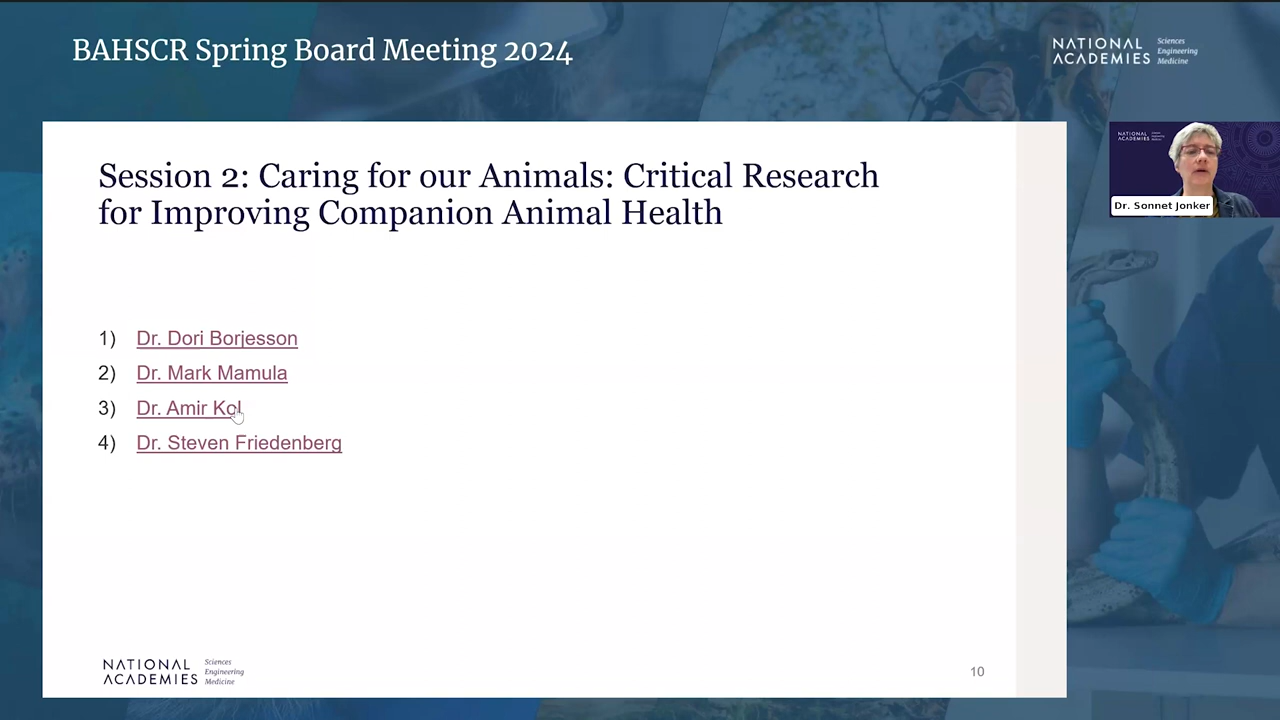 BAHSCR Spring Board Meeting 2024
NATIONAL ACADEMIES
Sciences
Engineering
Medicine
NATIONAL ACADEMIES
Dr. Sonnet Jonker
Session 2: Caring for our Animals: Critical Research
for Improving Companion Animal Health
1) Dr. Dori Borjesson
2) Dr. Mark Mamula
3) Dr. Amir Kol
4) Dr. Steven Friedenberg
NATIONAL ACADEMIES
Sciences
Engineering
Medicine
10